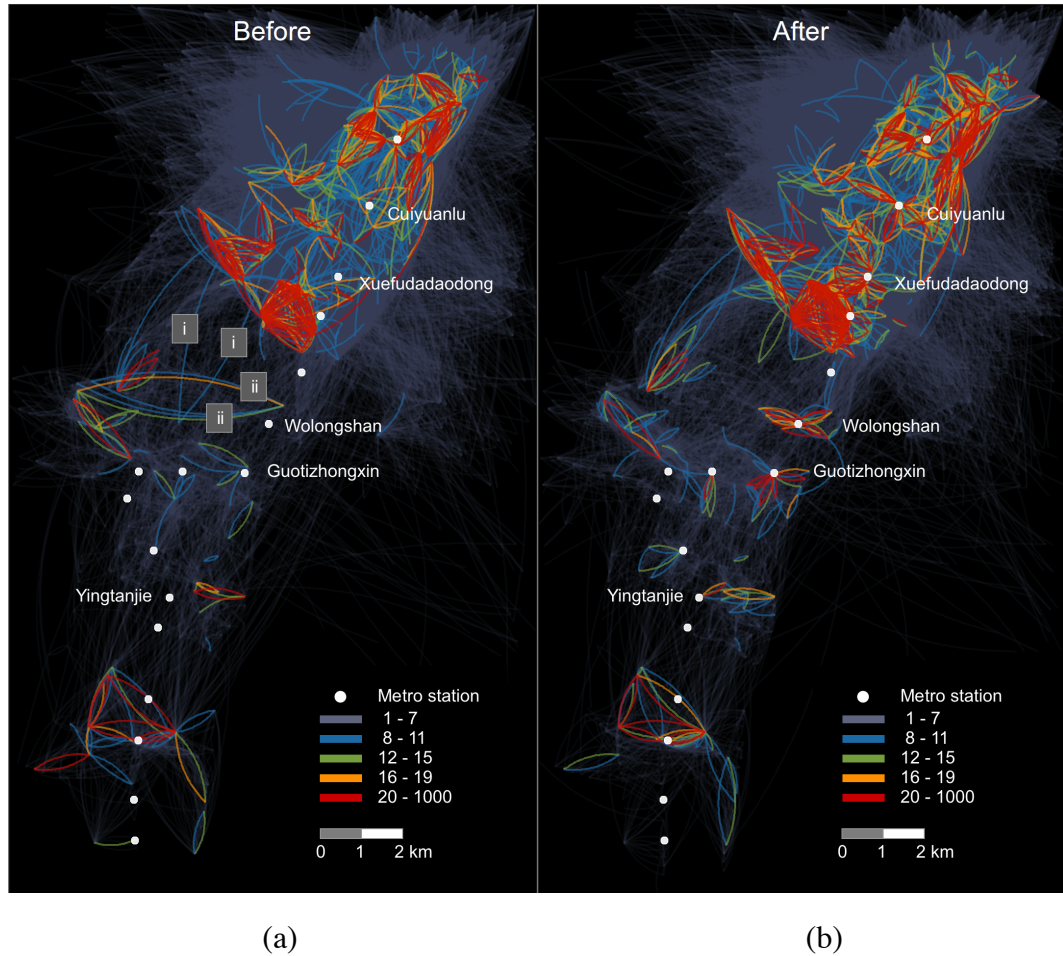 Before
Cuiyuanlu
Xuefudadaodong
i
i
ii
ii
Wolongshan
Guotizhongxin
Yingtanjie
Metro station
1 - 7
8 - 11
12 - 15
16 - 19
20 - 1000
0 1 2 km
(a)
After
Cuiyuanlu
Xuefudadaodong
Wolongshan
Guotizhongxin
Yingtanjie
Metro station
1 - 7
8 - 11
12 - 15
16 - 19
20 - 1000
0 1 2 km
(b)